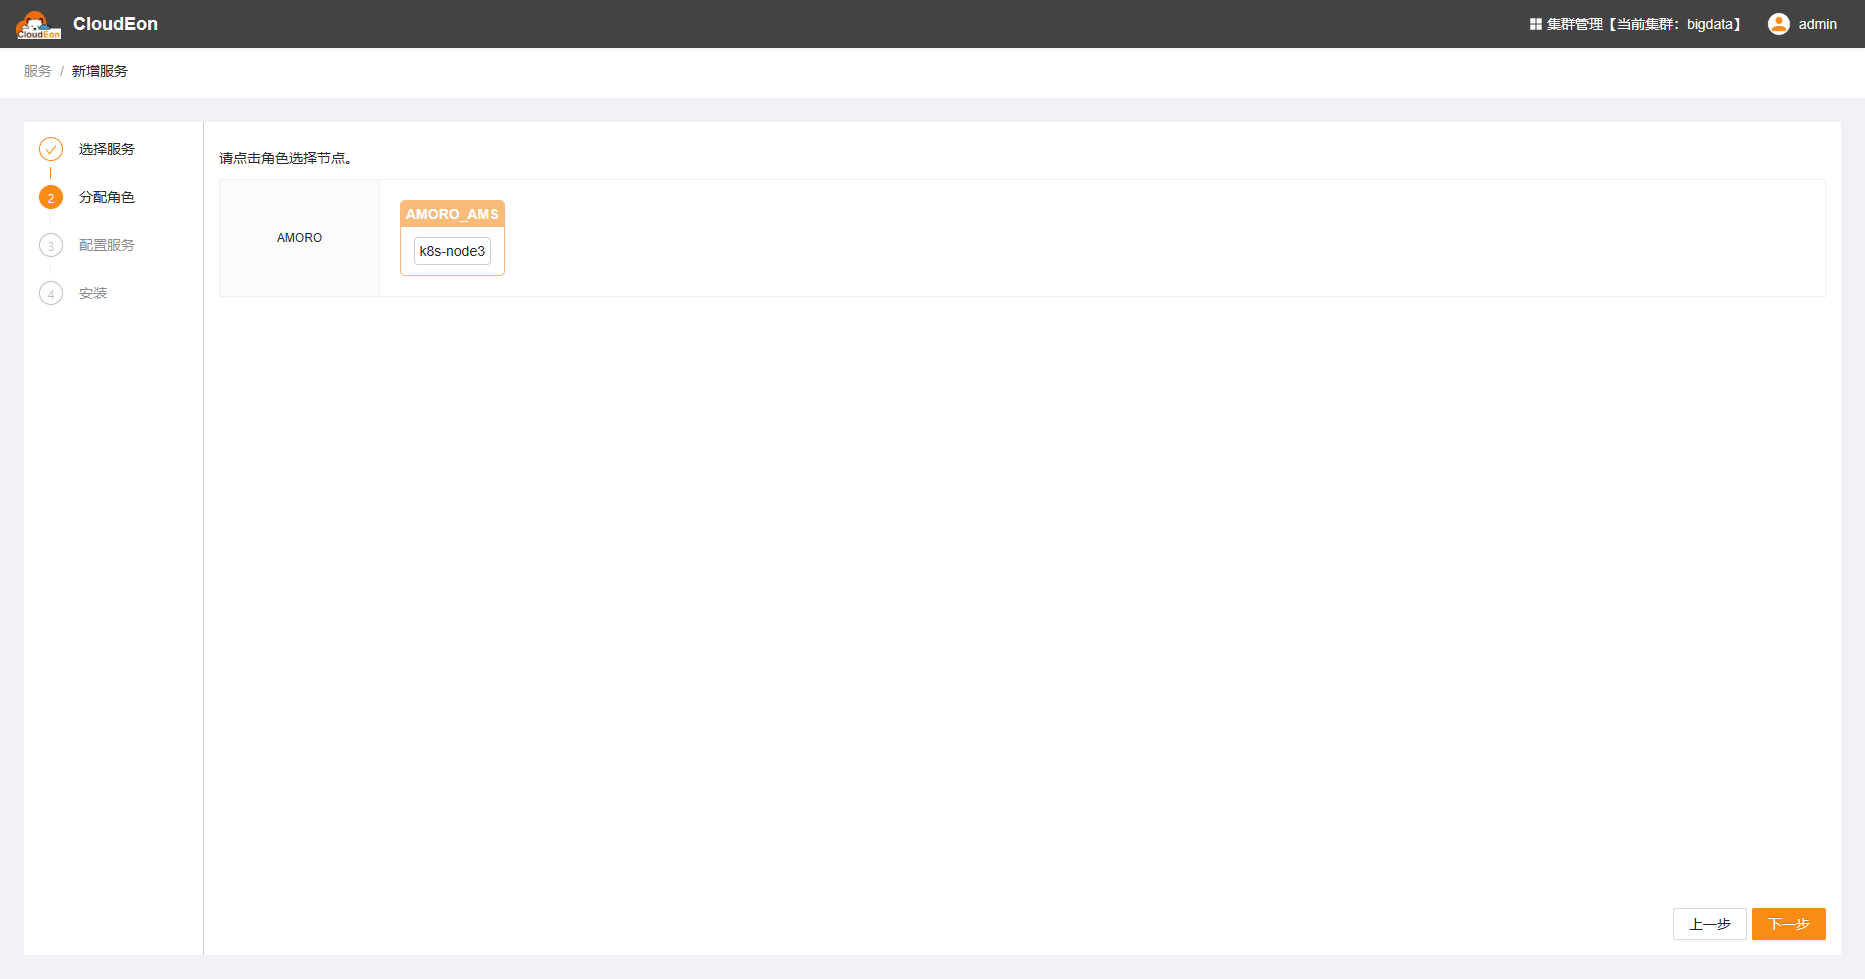 CloudEon
CloudEon
集群管理【当前集群：bigdata】
admin
服务 / 新增服务
选择服务
2 分配角色
3 配置服务
4 安装
请点击角色选择节点。
AMORO
AMORO_AMS
k8s-node3
上一步
下一步